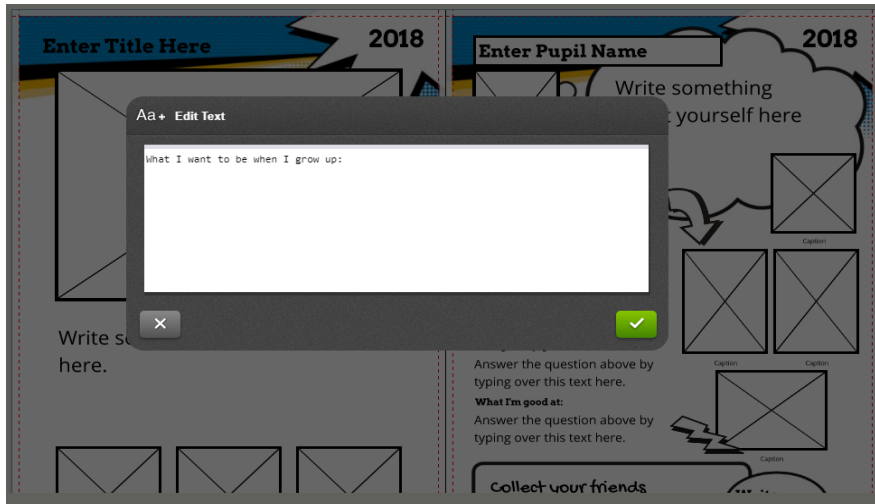 Enter Title Here
2018
Enter Pupil Name
2018
Write something
yourself here
Aa+ Edit Text
What I want to be when I grow up:
Caption
Write
here.
Caption
Caption
Answer the question above by
typing over this text here.
What I'm good at:
Answer the question above by
typing over this text here.
Caption
Collect your friends